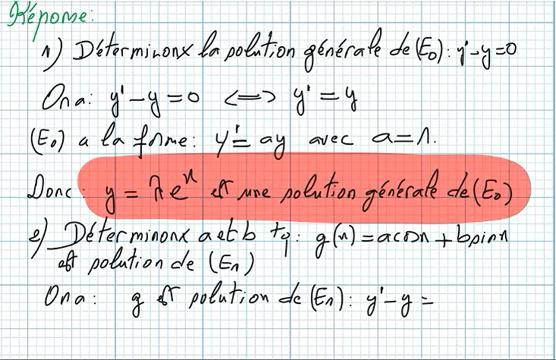 Réponse:
1) Déterminons la solution générale de (E₀): y'-y=0
On a: y'-y=0 <=> y'=y
(E₀) a la forme: y'=ay avec a=1.
Donc: y = λe^x est une solution générale de (E₀)
2) Déterminons a et b tq: g(x)=acosx+bsinx
est solution de (E₁)
On a: g est solution de (E₁): y'-y=